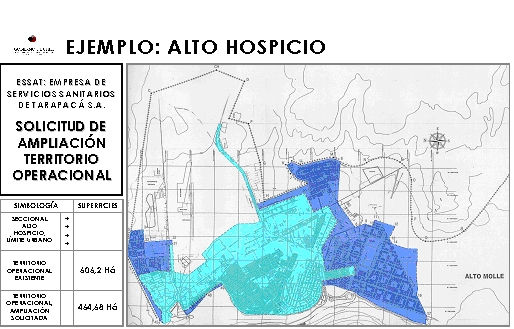 EJEMPLO: ALTO HOSPICIO
ESSAT: EMPRESA DE
SERVICIOS SANITARIOS
DE TARAPACÁ S.A.
SOLICITUD DE
AMPLIACIÓN
TERRITORIO
OPERACIONAL
SIMBOLOGÍA
SUPERFICIES
SECCIONAL
ALTO
HOSPICIO,
LÍMITE URBANO
TERRITORIO
OPERACIONAL
EXISTENTE
606,2 Há
TERRITORIO
OPERACIONAL,
AMPLIACIÓN
SOLICITADA
464,68 Há
ALTO MOLLE